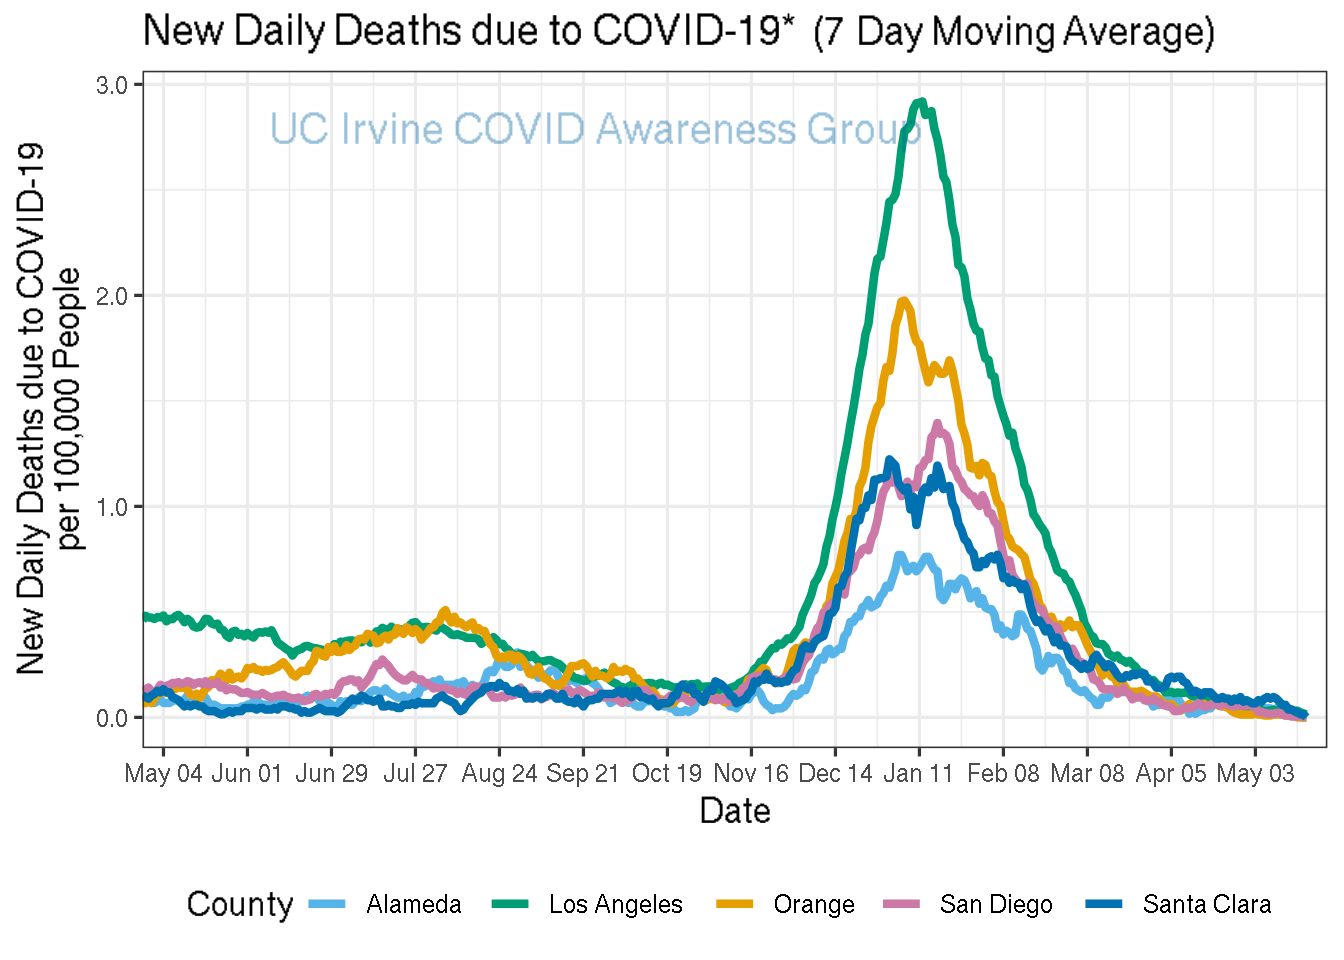 New Daily Deaths due to COVID-19* (7 Day Moving Average)
UC Irvine COVID Awareness Group
New Daily Deaths due to COVID-19
per 100,000 People
3.0
2.0
1.0
0.0
May 04 Jun 01 Jun 29 Jul 27 Aug 24 Sep 21 Oct 19 Nov 16 Dec 14 Jan 11 Feb 08 Mar 08 Apr 05 May 03
Date
County Alameda Los Angeles Orange San Diego Santa Clara